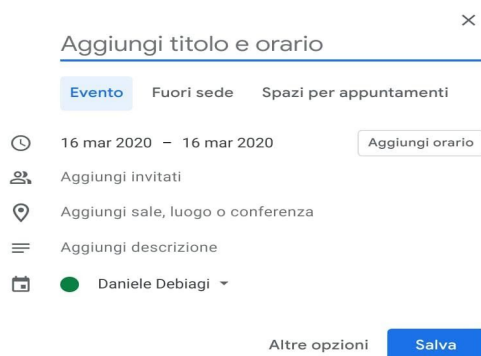 Aggiungi titolo e orario
Evento Fuori sede Spazi per appuntamenti
16 mar 2020 – 16 mar 2020 Aggiungi orario
Aggiungi invitati
Aggiungi sale, luogo o conferenza
Aggiungi descrizione
Daniele Debiagi
Altre opzioni Salva